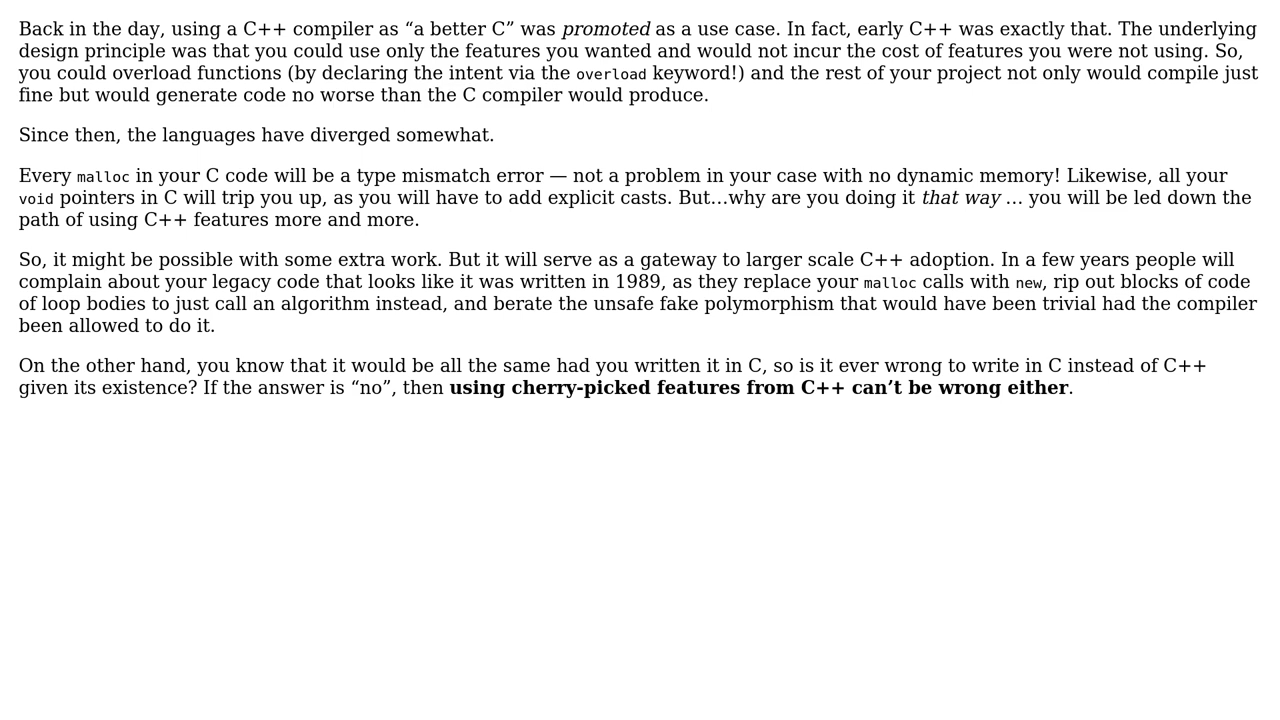 Back in the day, using a C++ compiler as “a better C” was promoted as a use case. In fact, early C++ was exactly that. The underlying
design principle was that you could use only the features you wanted and would not incur the cost of features you were not using. So,
you could overload functions (by declaring the intent via the overload keyword!) and the rest of your project not only would compile just
fine but would generate code no worse than the C compiler would produce.
Since then, the languages have diverged somewhat.
Every malloc in your C code will be a type mismatch error — not a problem in your case with no dynamic memory! Likewise, all your
void pointers in C will trip you up, as you will have to add explicit casts. But…why are you doing it that way … you will be led down the
path of using C++ features more and more.
So, it might be possible with some extra work. But it will serve as a gateway to larger scale C++ adoption. In a few years people will
complain about your legacy code that looks like it was written in 1989, as they replace your malloc calls with new, rip out blocks of code
of loop bodies to just call an algorithm instead, and berate the unsafe fake polymorphism that would have been trivial had the compiler
been allowed to do it.
On the other hand, you know that it would be all the same had you written it in C, so is it ever wrong to write in C instead of C++
given its existence? If the answer is “no”, then using cherry-picked features from C++ can’t be wrong either.